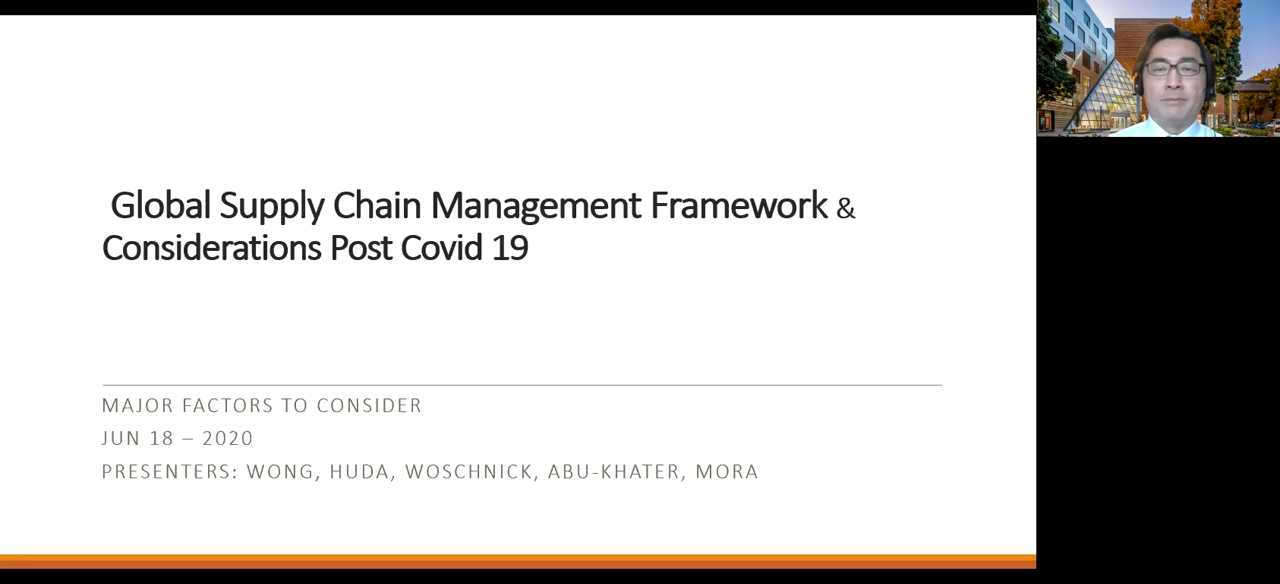 Global Supply Chain Management Framework &
Considerations Post Covid 19
MAJOR FACTORS TO CONSIDER
JUN 18 – 2020
PRESENTERS: WONG, HUDA, WOSCHNICK, ABU-KHATER, MORA